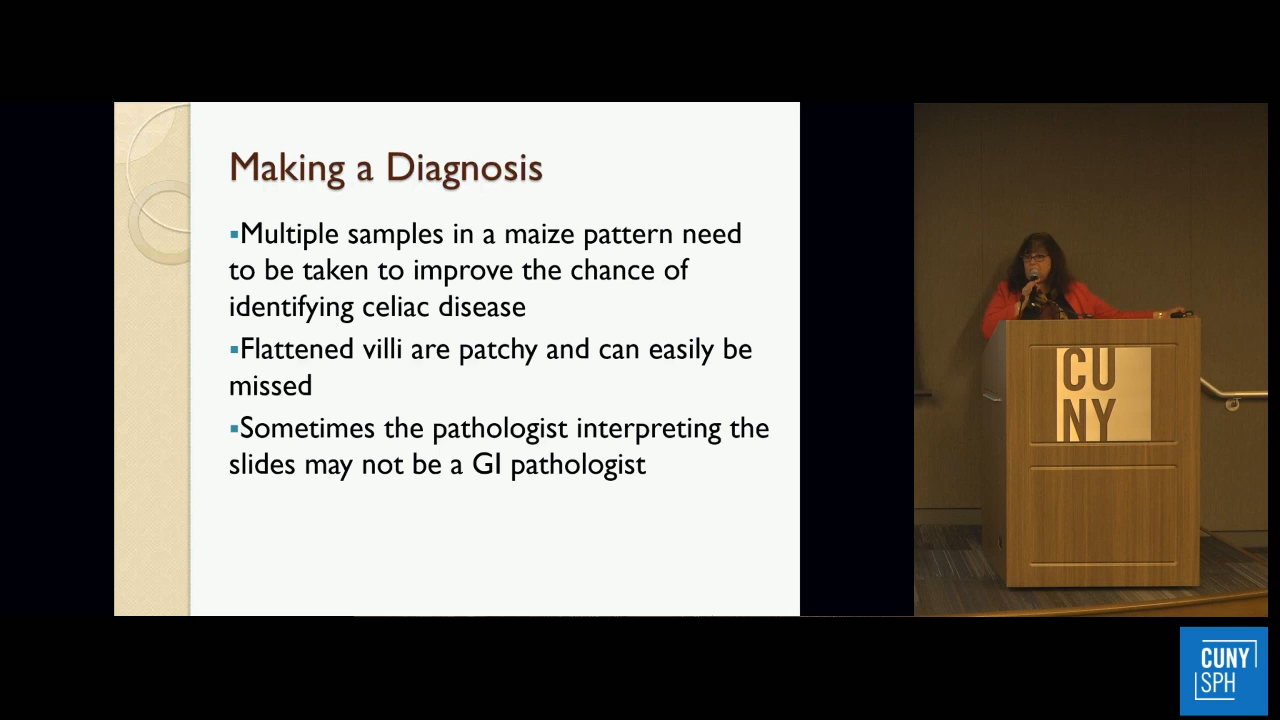 Making a Diagnosis
▪Multiple samples in a maize pattern need
to be taken to improve the chance of
identifying celiac disease
▪Flattened villi are patchy and can easily be
missed
▪Sometimes the pathologist interpreting the
slides may not be a GI pathologist
CU
NY
CUNY
SPH